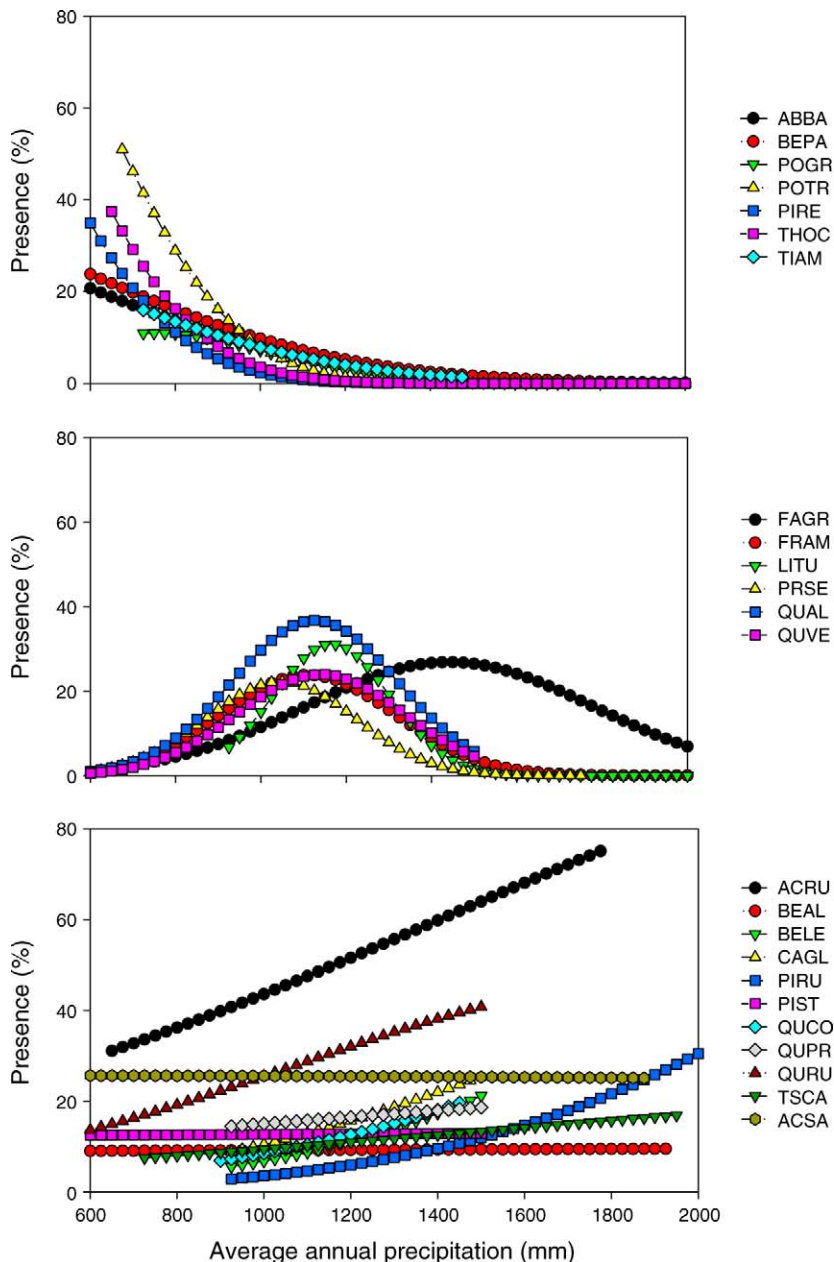 80
60
40
20
0
Presence (%)
ABBA
BEPA
POGR
POTR
PIRE
THOC
TIAM
80
60
40
20
0
Presence (%)
FAGR
FRAM
LITU
PRSE
QUAL
QUVE
80
60
40
20
0
Presence (%)
ACRU
BEAL
BELE
CAGL
PIRU
PIST
QUCO
QUPR
QURU
TSCA
ACSA
600 800 1000 1200 1400 1600 1800 2000
Average annual precipitation (mm)